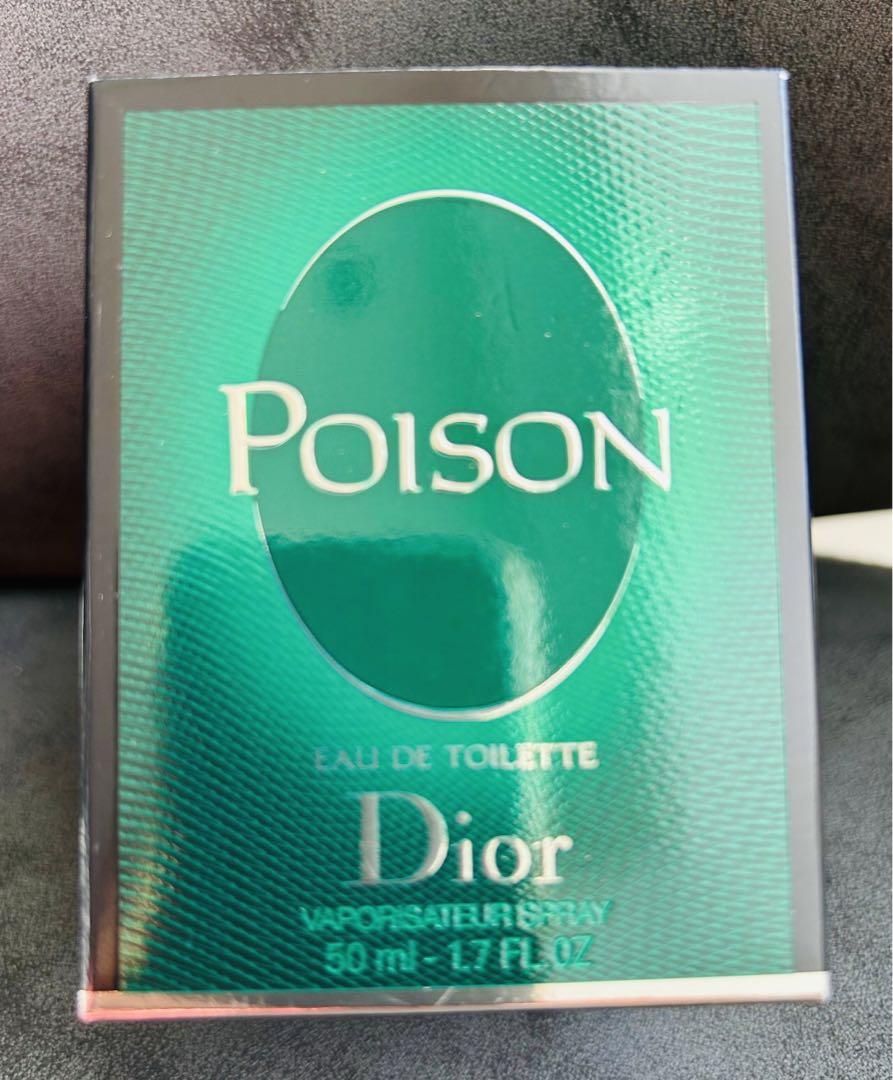 POISON
EAU DE TOILETTE
Dior
VAPORISATEUR SPRAY
50 ml - 1.7 FL.OZ